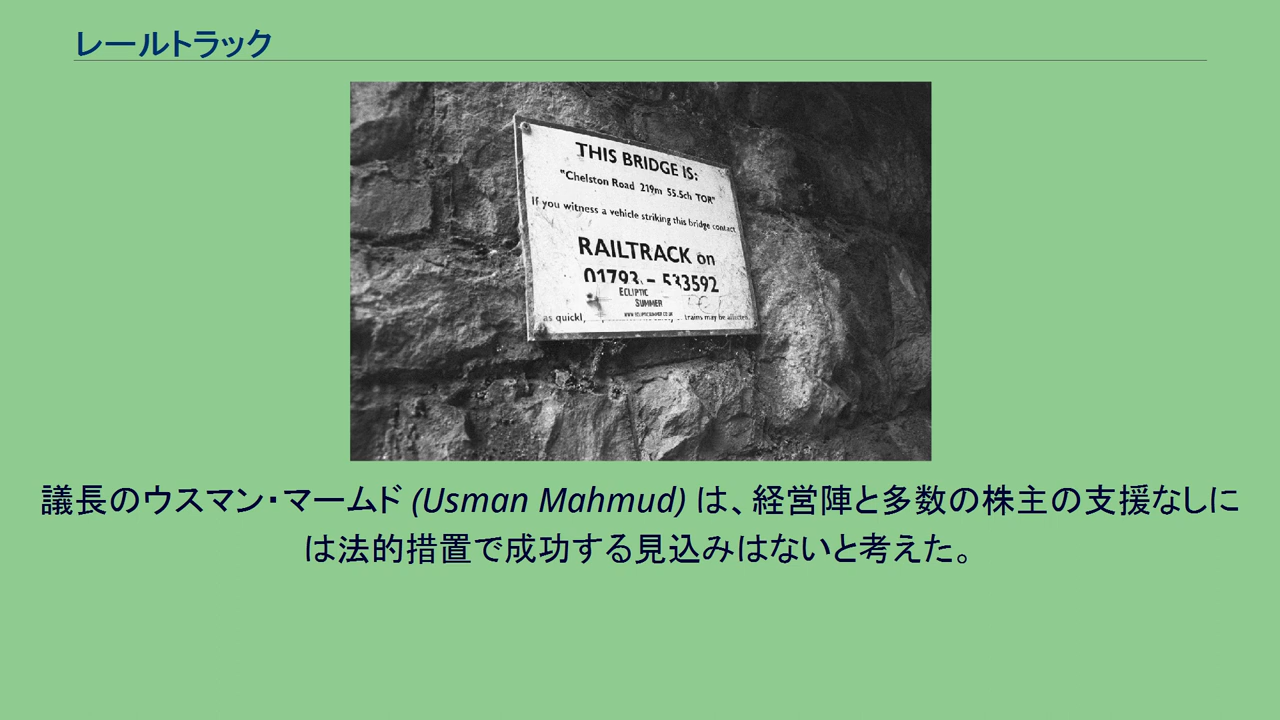 レールトラック
THIS BRIDGE IS:
"Chelston Road 219m 55.5ch TOR"
If you witness a vehicle striking this bridge contact
RAILTRACK on
01793 - 533592
ECLIPTIC
SUMMER
WWW.ECLIPTICSUMMER.CO.UK
as quickl, trains may be affected.
議長のウスマン・マームド (Usman Mahmud) は、経営陣と多数の株主の支援なしに
は法的措置で成功する見込みはないと考えた。